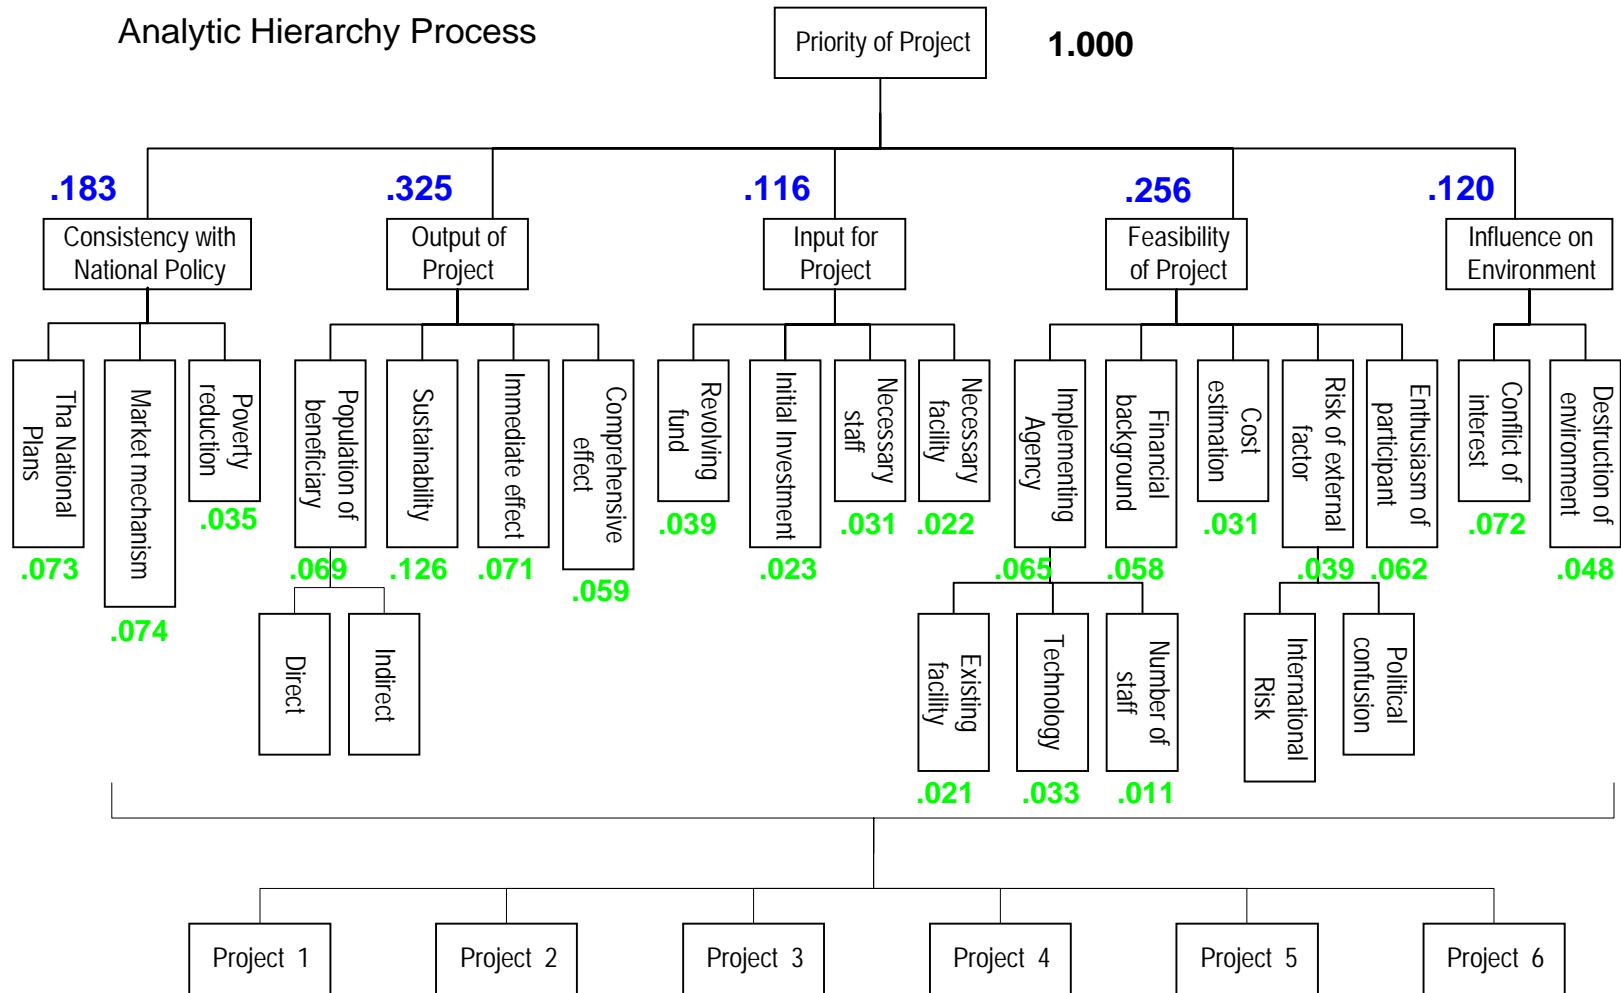 Analytic Hierarchy Process
Priority of Project
1.000
.183
.325
.116
.256
.120
Consistency with
National Policy
Output of
Project
Input for
Project
Feasibility
of Project
Influence on
Environment
Tha National
Plans
Market mechanism
Poverty
reduction
Population of
beneficiary
Sustainability
Immediate effect
Comprehensive
effect
Revolving
fund
Initial Investment
Necessary
staff
Necessary
facility
Implementing
Agency
Financial
background
Cost
estimation
Risk of external
factor
Enthusiasm of
participant
Conflict of
interest
Destruction of
environment
.073
.074
.035
.069
.126
.071
.059
.039
.023
.031
.022
.065
.058
.031
.039
.062
.072
.048
Direct
Indirect
Existing
facility
Technology
Number of
staff
International
Risk
Political
confusion
.021
.033
.011
Project 1
Project 2
Project 3
Project 4
Project 5
Project 6